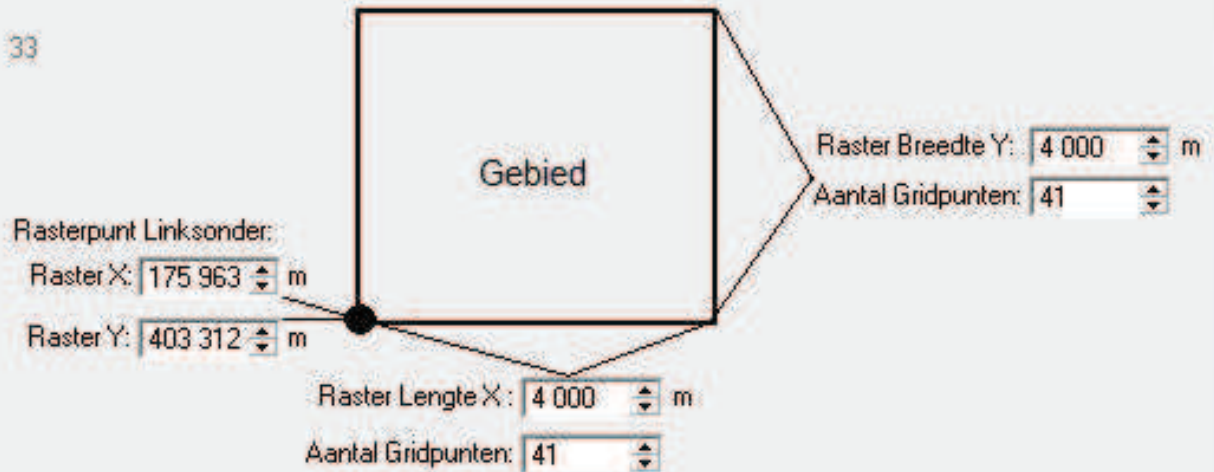 33
Gebied
Raster Breedte Y: 4 000 m
Aantal Gridpunten: 41
Rasterpunt Linksonder:
Raster X: 175 963 m
Raster Y: 403 312 m
Raster Lengte X : 4 000 m
Aantal Gridpunten: 41